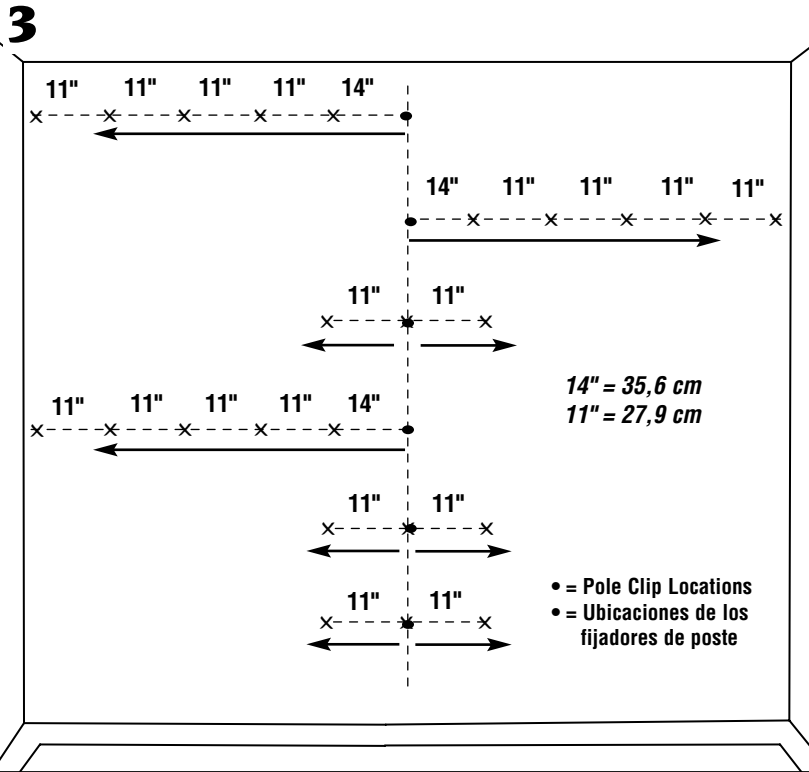 3
11" 11" 11" 11" 14"
14" 11" 11" 11" 11"
11" 11"
14" = 35,6 cm
11" = 27,9 cm
11" 11" 11" 11" 14"
11" 11"
• = Pole Clip Locations
• = Ubicaciones de los
fijadores de poste
11" 11"